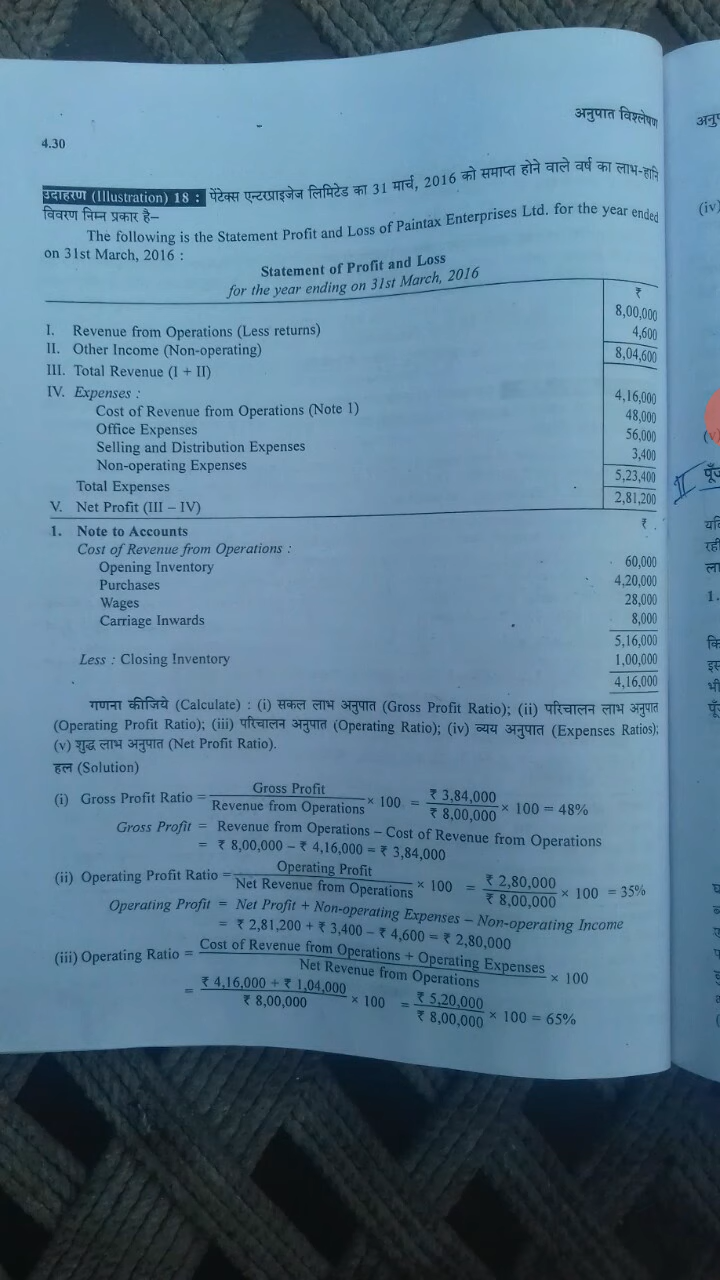 अनुपात विश्लेषण
4.30
उदाहरण (Illustration) 18 : पेंटेक्स एन्टरप्राइजेज लिमिटेड का 31 मार्च, 2016 को समाप्त होने वाले वर्ष का लाभ-हानि
विवरण निम्न प्रकार है–
The following is the Statement Profit and Loss of Paintax Enterprises Ltd. for the year ended
on 31st March, 2016 :
Statement of Profit and Loss
for the year ending on 31st March, 2016
₹
I. Revenue from Operations (Less returns) 8,00,000
II. Other Income (Non-operating) 4,600
III. Total Revenue (I + II) 8,04,600
IV. Expenses :
Cost of Revenue from Operations (Note 1) 4,16,000
Office Expenses 48,000
Selling and Distribution Expenses 56,000
Non-operating Expenses 3,400
Total Expenses 5,23,400
V. Net Profit (III – IV) 2,81,200
1. Note to Accounts ₹
Cost of Revenue from Operations :
Opening Inventory 60,000
Purchases 4,20,000
Wages 28,000
Carriage Inwards 8,000
5,16,000
Less : Closing Inventory 1,00,000
4,16,000
गणना कीजिये (Calculate) : (i) सकल लाभ अनुपात (Gross Profit Ratio); (ii) परिचालन लाभ अनुपात
(Operating Profit Ratio); (iii) परिचालन अनुपात (Operating Ratio); (iv) व्यय अनुपात (Expenses Ratios);
(v) शुद्ध लाभ अनुपात (Net Profit Ratio).
हल (Solution)
(i) Gross Profit Ratio = Gross Profit / Revenue from Operations × 100 = ₹ 3,84,000 / ₹ 8,00,000 × 100 = 48%
Gross Profit = Revenue from Operations – Cost of Revenue from Operations
= ₹ 8,00,000 – ₹ 4,16,000 = ₹ 3,84,000
(ii) Operating Profit Ratio = Operating Profit / Net Revenue from Operations × 100 = ₹ 2,80,000 / ₹ 8,00,000 × 100 = 35%
Operating Profit = Net Profit + Non-operating Expenses – Non-operating Income
= ₹ 2,81,200 + ₹ 3,400 – ₹ 4,600 = ₹ 2,80,000
(iii) Operating Ratio = Cost of Revenue from Operations + Operating Expenses / Net Revenue from Operations × 100
= ₹ 4,16,000 + ₹ 1,04,000 / ₹ 8,00,000 × 100 = ₹ 5,20,000 / ₹ 8,00,000 × 100 = 65%
(iv)
(v)
II
1.